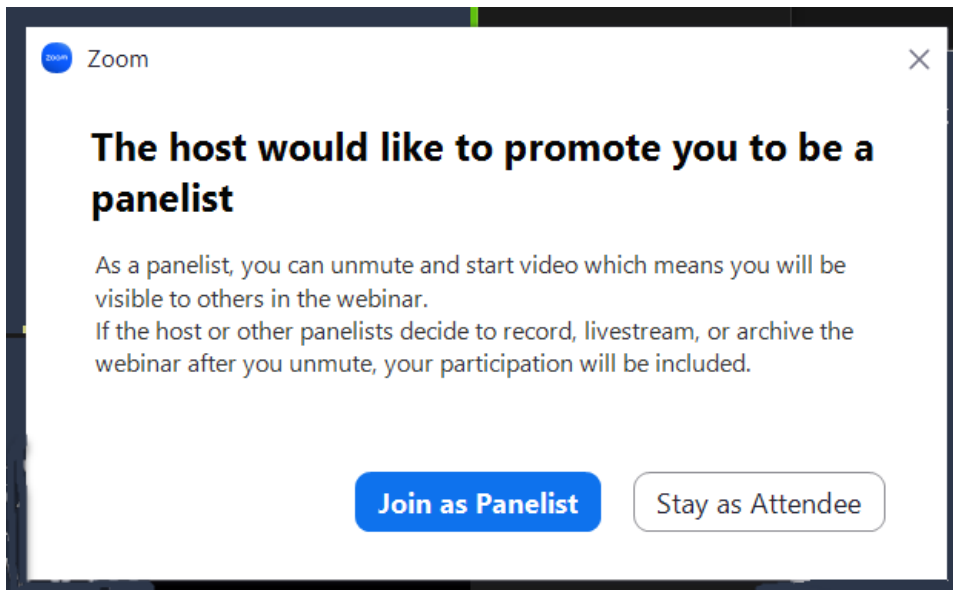 zoom
Zoom
The host would like to promote you to be a
panelist
As a panelist, you can unmute and start video which means you will be
visible to others in the webinar.
If the host or other panelists decide to record, livestream, or archive the
webinar after you unmute, your participation will be included.
Join as Panelist
Stay as Attendee